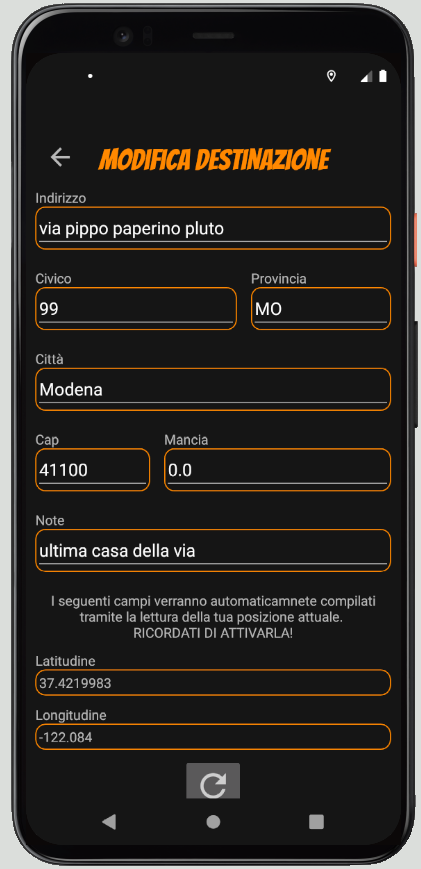 MODIFICA DESTINAZIONE
Indirizzo
via pippo paperino pluto
Civico Provincia
99 MO
Città
Modena
Cap Mancia
41100 0.0
Note
ultima casa della via
I seguenti campi verranno automaticamnete compilati
tramite la lettura della tua posizione attuale.
RICORDATI DI ATTIVARLA!
Latitudine
37.4219983
Longitudine
-122.084